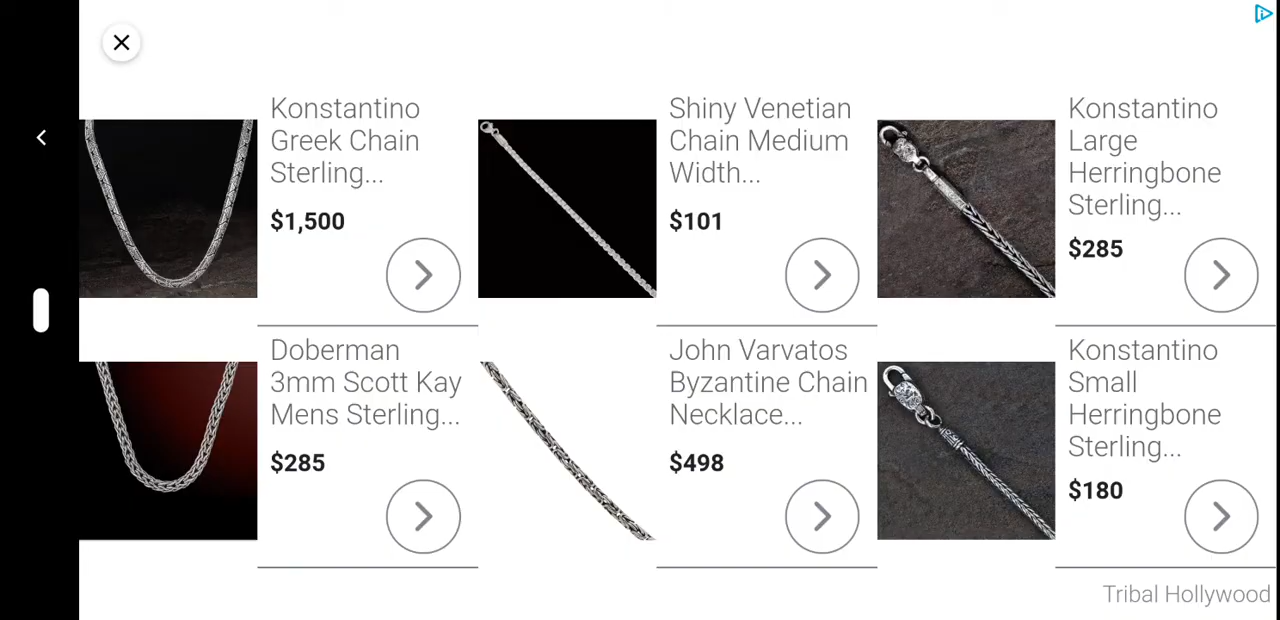 Konstantino
Greek Chain
Sterling...
$1,500
Shiny Venetian
Chain Medium
Width...
$101
Konstantino
Large
Herringbone
Sterling...
$285
Doberman
3mm Scott Kay
Mens Sterling...
$285
John Varvatos
Byzantine Chain
Necklace...
$498
Konstantino
Small
Herringbone
Sterling...
$180
Tribal Hollywood